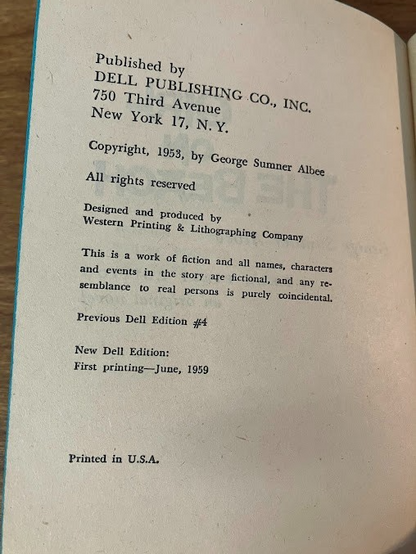 Published by
DELL PUBLISHING CO., INC.
750 Third Avenue
New York 17, N.Y.
Copyright, 1953, by George Sumner Albee
All rights reserved
Designed and produced by
Western Printing & Lithographing Company
This is a work of fiction and all names, characters
and events in the story are fictional, and any re-
semblance to real persons is purely coincidental.
Previous Dell Edition #4
New Dell Edition:
First printing—June, 1959
Printed in U.S.A.